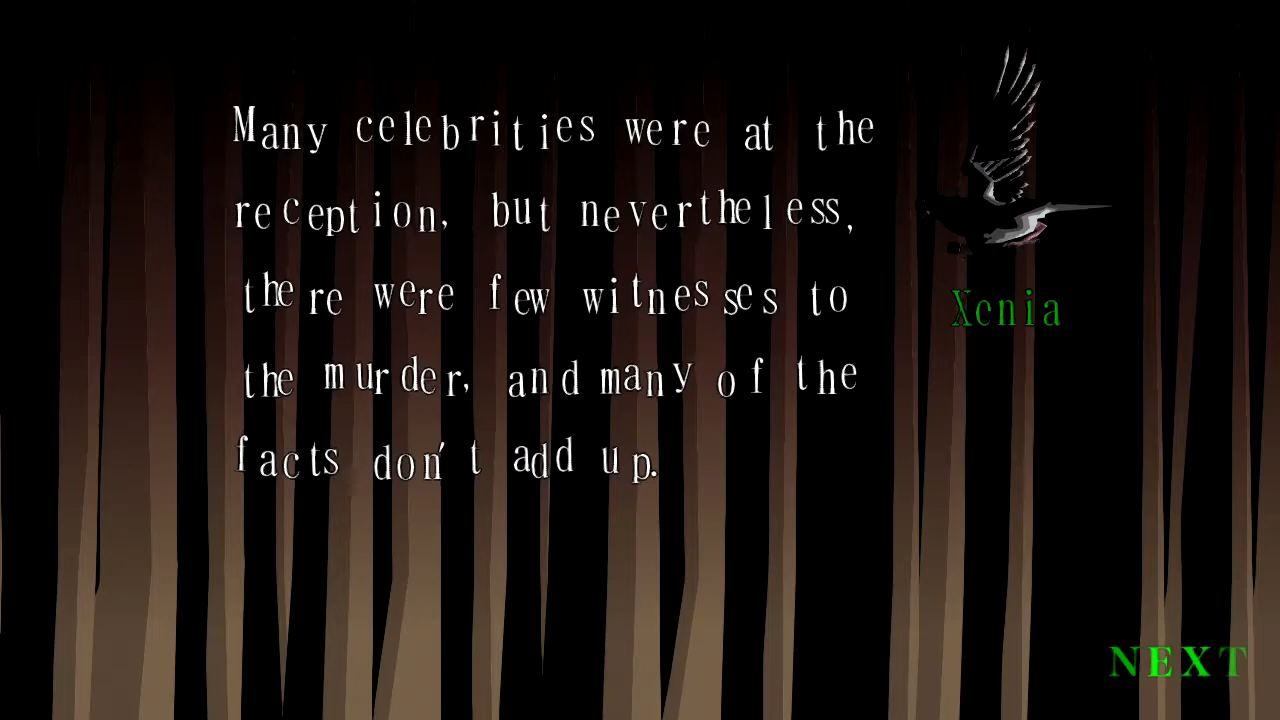 Many celebrities were at the
reception, but nevertheless,
there were few witnesses to
the murder, and many of the
facts don't add up.
Xenia
NEXT